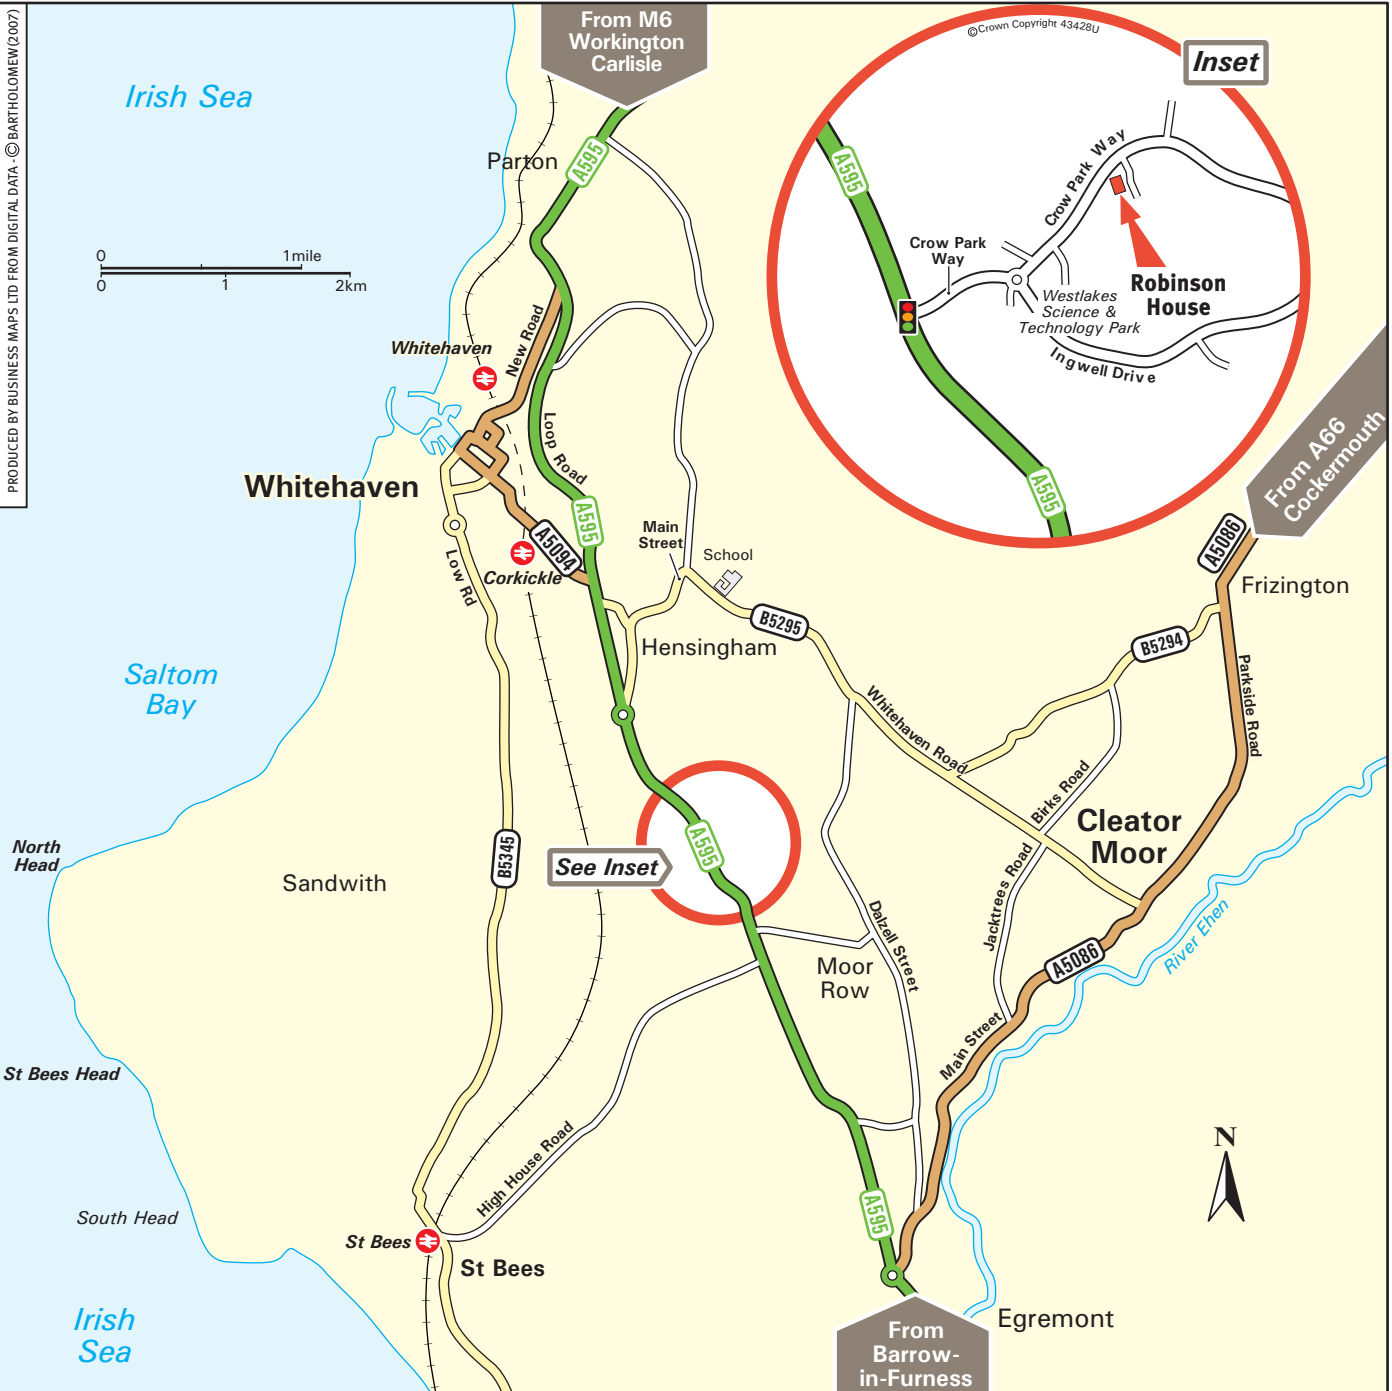 PRODUCED BY BUSINESS MAPS LTD FROM DIGITAL DATA - © BARTHOLOMEW(2007)
From M6
Workington
Carlisle
©Crown Copyright 43428U
Inset
Irish Sea
Parton
A595
0 1mile
0 1 2km
A595
Crow Park Way
Crow Park
Way
Robinson
House
Westlakes
Science &
Technology Park
Ingwell Drive
A595
New Road
Whitehaven
Loop Road
Whitehaven
From A66
Cockermouth
A595
A5094
Main
Street
School
Corkickle
Low Rd
A5086
Frizington
B5295
B5294
Hensingham
Saltom
Bay
Parkside Road
Whitehaven Road
Birks Road
Cleator
Moor
North
Head
A595
See Inset
B5345
Sandwith
Jacktrees Road
Dalzell Street
River Ehen
A5086
Moor
Row
Main Street
St Bees Head
High House Road
N
South Head
A595
St Bees
St Bees
Irish
Sea
Egremont
From
Barrow-
in-Furness